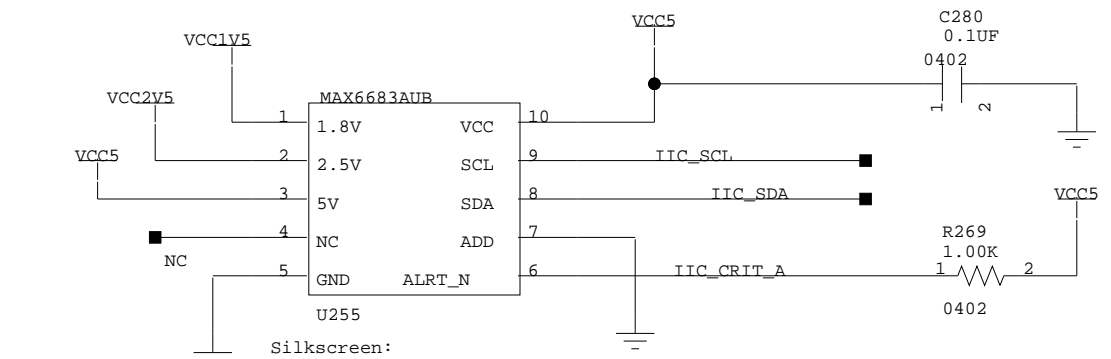 VCC5
C280
0.1UF
0402
1
2
VCC1V5
VCC2V5
VCC5
MAX6683AUB
1
1.8V
VCC
10
2
2.5V
SCL
9
IIC_SCL
3
5V
SDA
8
IIC_SDA
VCC5
4
NC
ADD
7
NC
R269
1.00K
5
GND
ALRT_N
6
IIC_CRIT_A
1
2
0402
U255
Silkscreen: